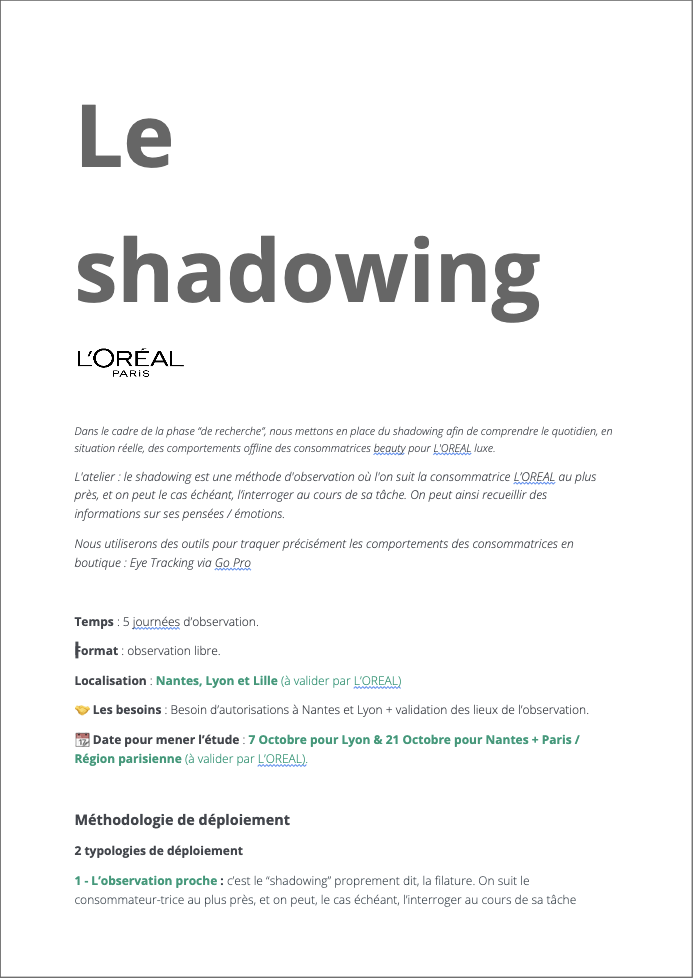 Le
shadowing
L'ORÉAL
PARIS
Dans le cadre de la phase “de recherche”, nous mettons en place du shadowing afin de comprendre le quotidien, en
situation réelle, des comportements offline des consommatrices beauty pour L'OREAL luxe.
L'atelier : le shadowing est une méthode d'observation où l'on suit la consommatrice L’OREAL au plus
près, et on peut le cas échéant, l’interroger au cours de sa tâche. On peut ainsi recueillir des
informations sur ses pensées / émotions.
Nous utiliserons des outils pour traquer précisément les comportements des consommatrices en
boutique : Eye Tracking via Go Pro
Temps : 5 journées d’observation.
Format : observation libre.
Localisation : Nantes, Lyon et Lille (à valider par L’OREAL)
🤝 Les besoins : Besoin d’autorisations à Nantes et Lyon + validation des lieux de l’observation.
📆 Date pour mener l’étude : 7 Octobre pour Lyon & 21 Octobre pour Nantes + Paris /
Région parisienne (à valider par L’OREAL).
Méthodologie de déploiement
2 typologies de déploiement
1 - L’observation proche : c’est le “shadowing” proprement dit, la filature. On suit le
consommateur-trice au plus près, et on peut, le cas échéant, l’interroger au cours de sa tâche